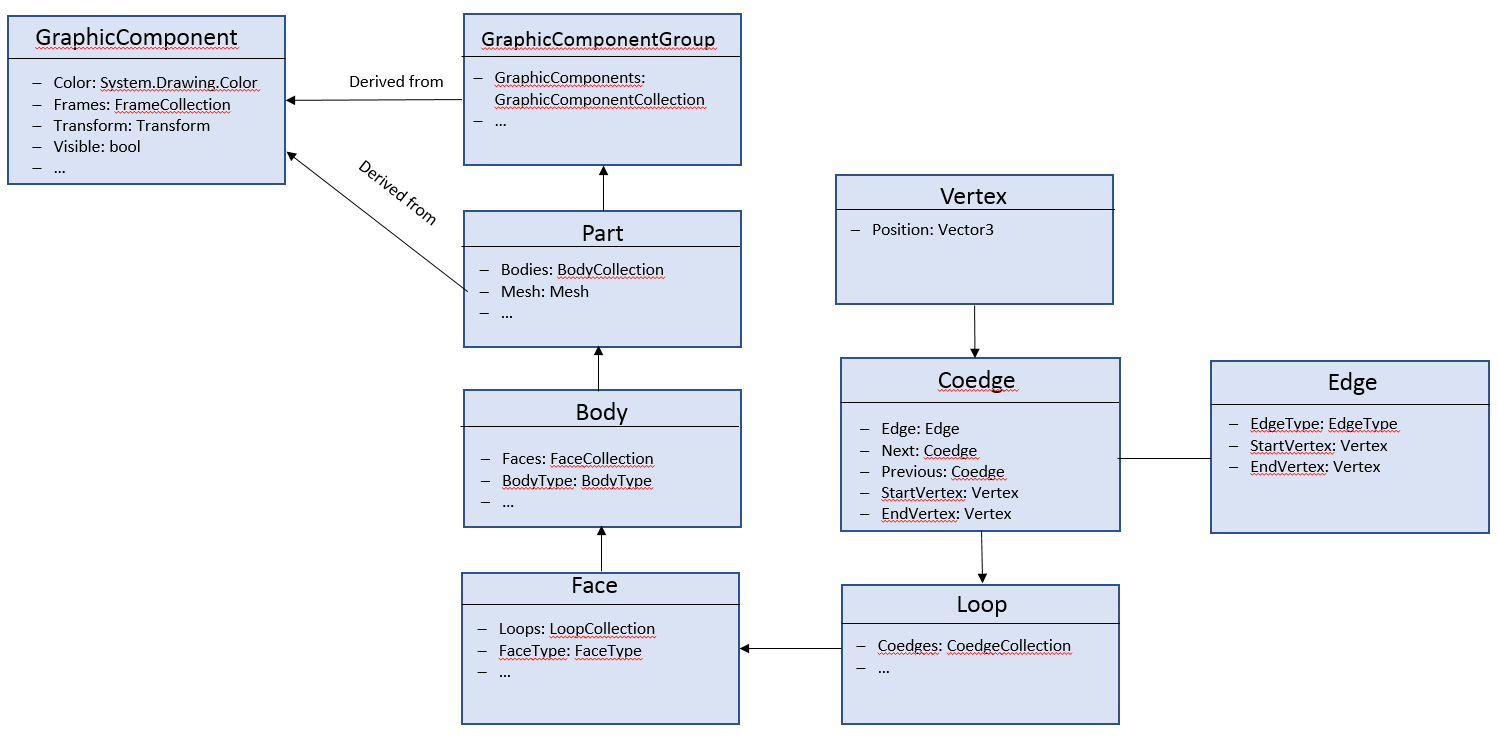 GraphicComponent
– Color: System.Drawing.Color
– Frames: FrameCollection
– Transform: Transform
– Visible: bool
– ...
Derived from
Derived from
GraphicComponentGroup
– GraphicComponents:
GraphicComponentCollection
– ...
Part
– Bodies: BodyCollection
– Mesh: Mesh
– ...
Body
– Faces: FaceCollection
– BodyType: BodyType
– ...
Face
– Loops: LoopCollection
– FaceType: FaceType
– ...
Vertex
– Position: Vector3
Coedge
– Edge: Edge
– Next: Coedge
– Previous: Coedge
– StartVertex: Vertex
– EndVertex: Vertex
Loop
– Coedges: CoedgeCollection
– ...
Edge
– EdgeType: EdgeType
– StartVertex: Vertex
– EndVertex: Vertex